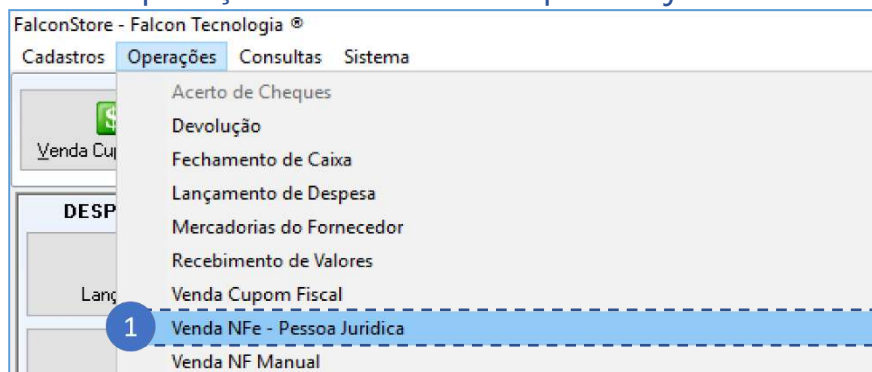 FalconStore - Falcon Tecnologia ®
Cadastros Operações Consultas Sistema
Acerto de Cheques
Devolução
Venda
Fechamento de Caixa
Lançamento de Despesa
Mercadorias do Fornecedor
Recebimento de Valores
Venda Cupom Fiscal
1 Venda NFe - Pessoa Juridica
Venda NF Manual